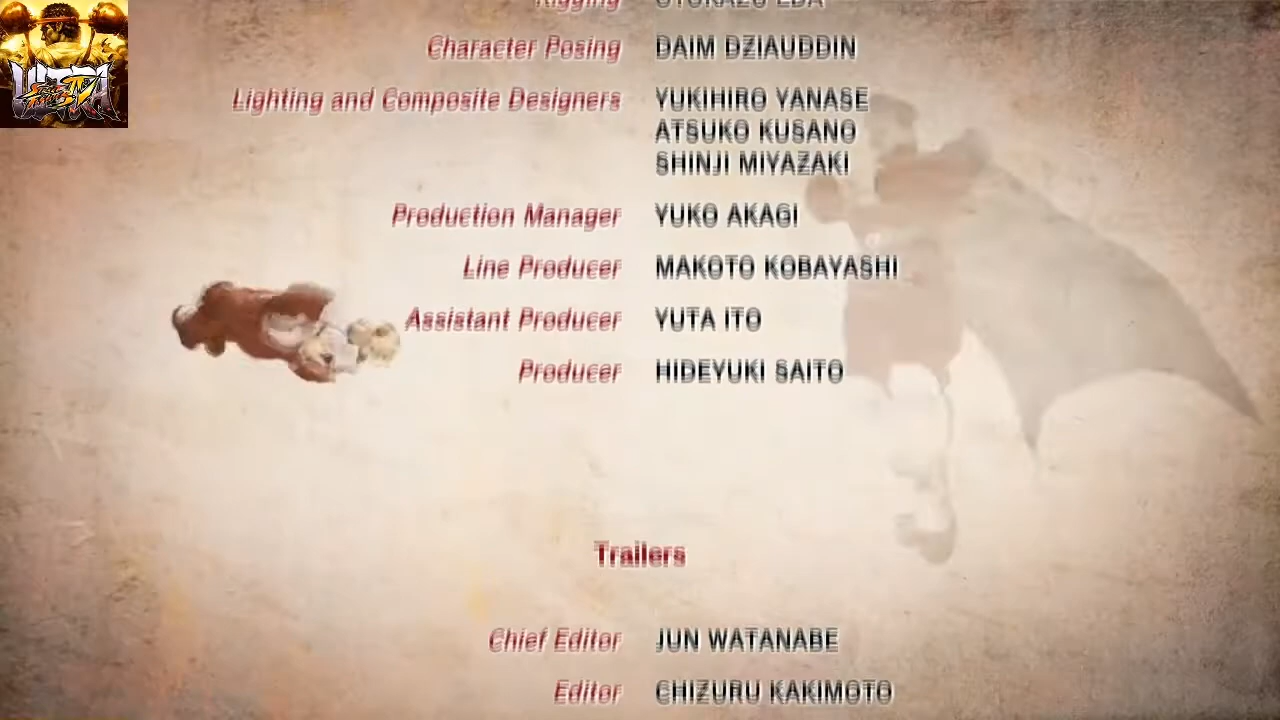 Rigging
Character Posing DAIM DZIAUDDIN
Lighting and Composite Designers YUKIHIRO YANASE
ATSUKO KUSANO
SHINJI MIYAZAKI
Production Manager YUKO AKAGI
Line Producer MAKOTO KOBAYASHI
Assistant Producer YUTA ITO
Producer HIDEYUKI SAITO
Trailers
Chief Editor JUN WATANABE
Editor CHIZURU KAKIMOTO